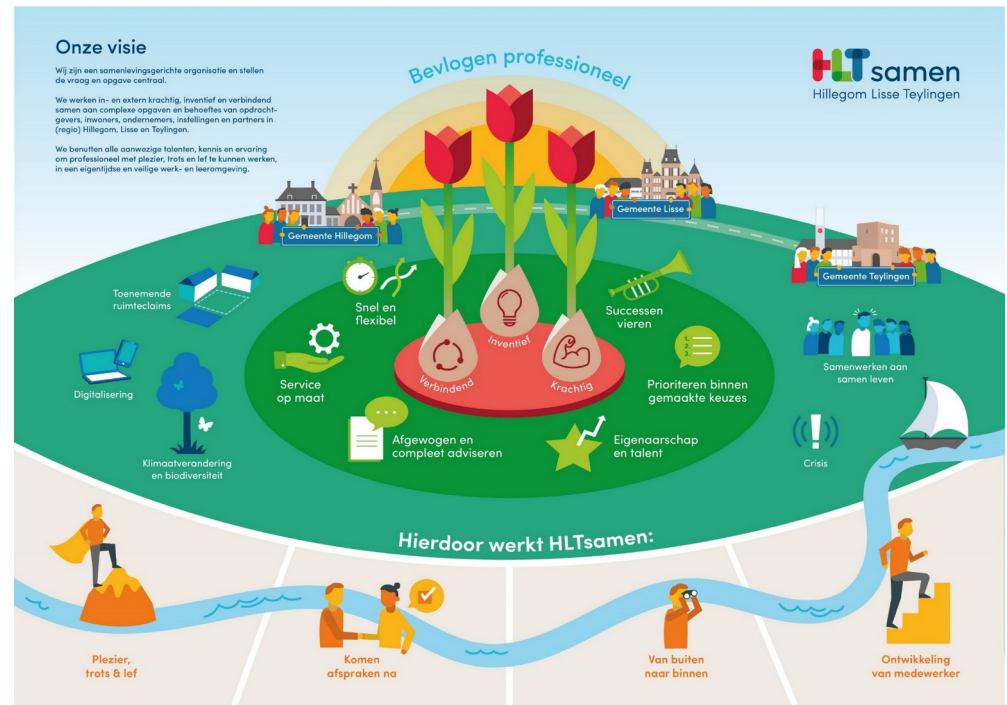 Onze visie
Wij zijn een samenlevingsgerichte organisatie en stellen
de vraag en opgave centraal.
We werken in- en extern krachtig, inventief en verbindend
samen aan complexe opgaven en behoeftes van opdracht-
gevers, inwoners, ondernemers, instellingen en partners in
(regio) Hillegom, Lisse en Teylingen.
We benutten alle aanwezige talenten, kennis en ervaring
om professioneel met plezier, trots en lef te kunnen werken,
in een eigentijdse en veilige werk- en leeromgeving.
Bevlogen professioneel
HLT samen
Hillegom Lisse Teylingen
Gemeente Hillegom
Gemeente Lisse
Gemeente Teylingen
Toenemende
ruimteclaims
Digitalisering
Klimaatverandering
en biodiversiteit
Snel en
flexibel
Service
op maat
Afgewogen en
compleet adviseren
Verbindend
Inventief
Krachtig
Successen
vieren
1.
2.
3.
Prioriteren binnen
gemaakte keuzes
Eigenaarschap
en talent
Samenwerken aan
samen leven
!
Crisis
Hierdoor werkt HLTsamen:
Plezier,
trots & lef
Komen
afspraken na
Van buiten
naar binnen
Ontwikkeling
van medewerker